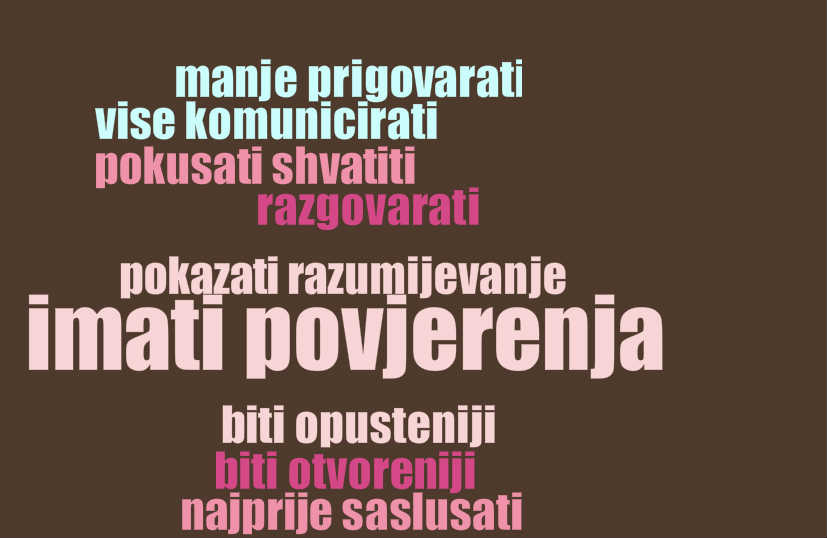 manje prigovarati
vise komunicirati
pokusati shvatiti
razgovarati
pokazati razumijevanje
imati povjerenja
biti opusteniji
biti otvoreniji
najprije saslusati